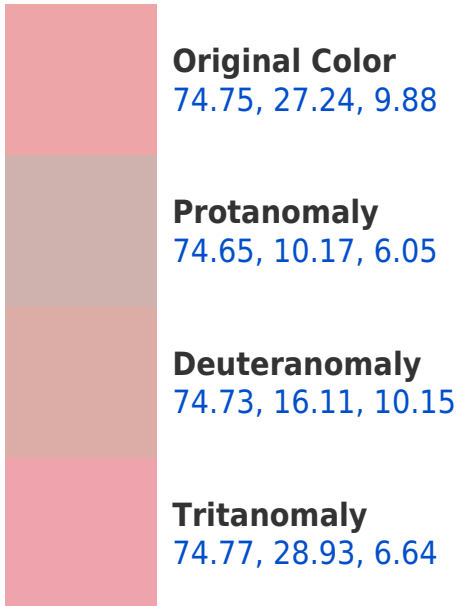 Original Color
74.75, 27.24, 9.88
Protanomaly
74.65, 10.17, 6.05
Deuteranomaly
74.73, 16.11, 10.15
Tritanomaly
74.77, 28.93, 6.64